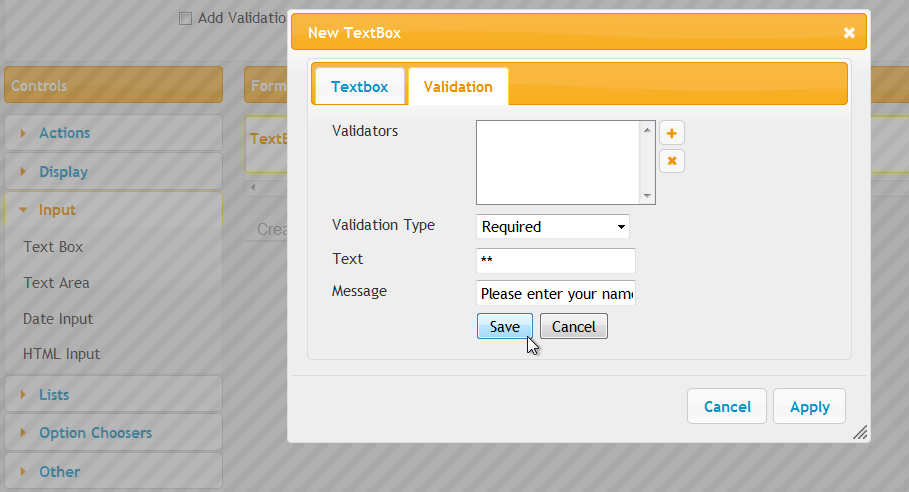 Add Validatio
New TextBox
Controls
Form
Textbox
Validation
Actions
Validators
TextB
Display
Input
Validation Type
Required
Crea
Text Box
Text
**
Text Area
Message
Please enter your name
Date Input
Save
Cancel
HTML Input
Lists
Cancel
Apply
Option Choosers
Other